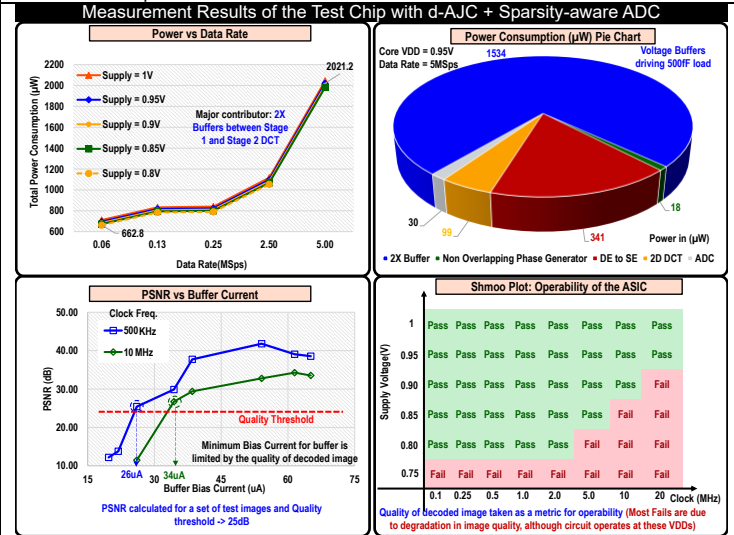 Measurement Results of the Test Chip with d-AJC + Sparsity-aware ADC
Power vs Data Rate
Total Power Consumption (µW)
2200
2000
1800
1600
1400
1200
1000
800
600
Supply = 1V
Supply = 0.95V
Supply = 0.9V
Supply = 0.85V
Supply = 0.8V
2021.2
Major contributor: 2X
Buffers between Stage
1 and Stage 2 DCT
662.8
0.06 0.13 0.25 2.50 5.00
Data Rate(MSps)
Power Consumption (µW) Pie Chart
Core VDD = 0.95V
Data Rate = 5MSps
1534
Voltage Buffers
driving 500fF load
30
99
341
18
Power in (µW)
2X Buffer Non Overlapping Phase Generator DE to SE 2D DCT ADC
PSNR vs Buffer Current
PSNR (dB)
50.00
40.00
30.00
20.00
10.00
Clock Freq.
500KHz
10MHz
Quality Threshold
Minimum Bias Current for buffer is
limited by the quality of decoded image
15 30 45 60 75
26uA 34uA
Buffer Bias Current (uA)
PSNR calculated for a set of test images and Quality
threshold -> 25dB
Shmoo Plot: Operability of the ASIC
Supply Voltage(V)
1 Pass Pass Pass Pass Pass Pass Pass Pass
0.95 Pass Pass Pass Pass Pass Pass Pass Pass
0.90 Pass Pass Pass Pass Pass Pass Pass Fail
0.85 Pass Pass Pass Pass Pass Pass Fail Fail
0.80 Pass Pass Pass Pass Pass Fail Fail Fail
0.75 Fail Fail Fail Fail Fail Fail Fail Fail
0.1 0.25 0.5 1.0 2.0 5.0 10 20 Clock (MHz)
Quality of decoded image taken as a metric for operability (Most Fails are due
to degradation in image quality, although circuit operates at these VDDs)